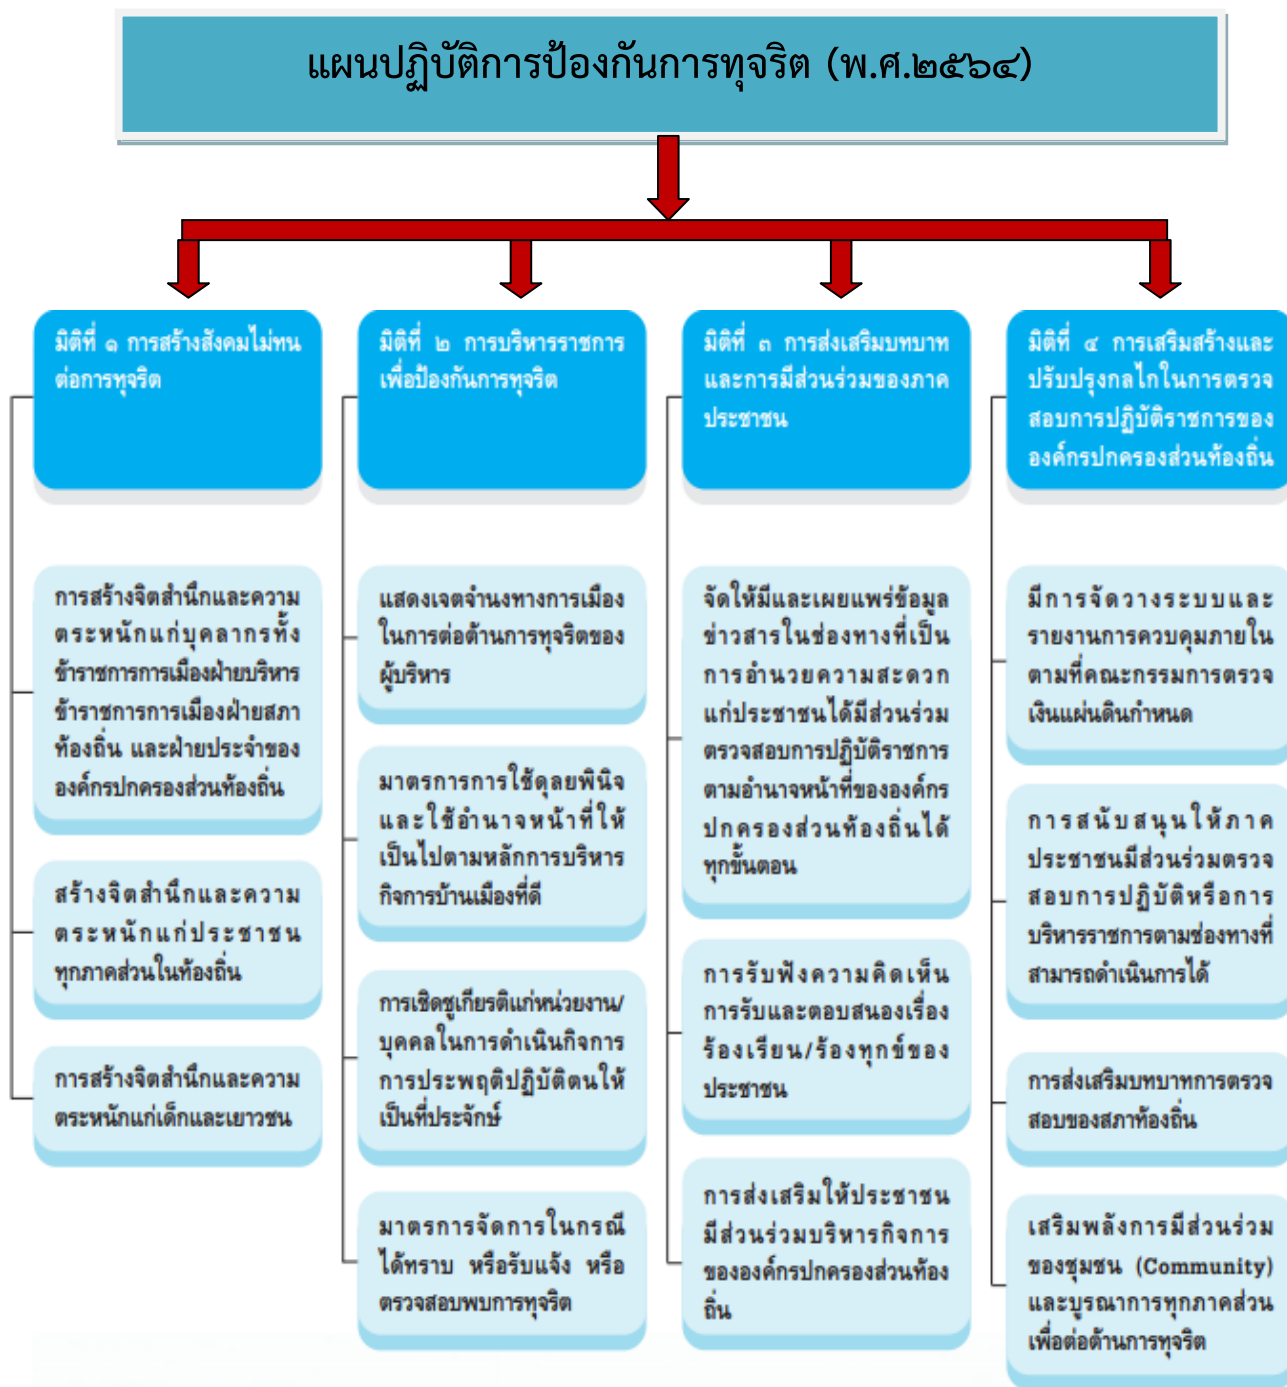 แผนปฏิบัติการป้องกันการทุจริต (พ.ศ.๒๕๖๔)
มิติที่ ๑ การสร้างสังคมไม่ทน
ต่อการทุจริต
การสร้างจิตสำนึกและความ
ตระหนักแก่บุคลากรทั้ง
ข้าราชการการเมืองฝ่ายบริหาร
ข้าราชการการเมืองฝ่ายสภา
ท้องถิ่น และฝ่ายประจำของ
องค์กรปกครองส่วนท้องถิ่น
สร้างจิตสำนึกและความ
ตระหนักแก่ประชาชน
ทุกภาคส่วนในท้องถิ่น
การสร้างจิตสำนึกและความ
ตระหนักแก่เด็กและเยาวชน
มิติที่ ๒ การบริหารราชการ
เพื่อป้องกันการทุจริต
แสดงเจตจำนงทางการเมือง
ในการต่อต้านการทุจริตของ
ผู้บริหาร
มาตรการการใช้ดุลยพินิจ
และใช้อำนาจหน้าที่ให้
เป็นไปตามหลักการบริหาร
กิจการบ้านเมืองที่ดี
การเชิดชูเกียรติแก่หน่วยงาน/
บุคคลในการดำเนินกิจการ
การประพฤติปฏิบัติตนให้
เป็นที่ประจักษ์
มาตรการจัดการในกรณี
ได้ทราบ หรือรับแจ้ง หรือ
ตรวจสอบพบการทุจริต
มิติที่ ๓ การส่งเสริมบทบาท
และการมีส่วนร่วมของภาค
ประชาชน
จัดให้มีและเผยแพร่ข้อมูล
ข่าวสารในช่องทางที่เป็น
การอำนวยความสะดวก
แก่ประชาชนได้มีส่วนร่วม
ตรวจสอบการปฏิบัติราชการ
ตามอำนาจหน้าที่ขององค์กร
ปกครองส่วนท้องถิ่นได้
ทุกขั้นตอน
การรับฟังความคิดเห็น
การรับและตอบสนองเรื่อง
ร้องเรียน/ร้องทุกข์ของ
ประชาชน
การส่งเสริมให้ประชาชน
มีส่วนร่วมบริหารกิจการ
ขององค์กรปกครองส่วนท้อง
ถิ่น
มิติที่ ๔ การเสริมสร้างและ
ปรับปรุงกลไกในการตรวจ
สอบการปฏิบัติราชการของ
องค์กรปกครองส่วนท้องถิ่น
มีการจัดวางระบบและ
รายงานการควบคุมภายใน
ตามที่คณะกรรมการตรวจ
เงินแผ่นดินกำหนด
การสนับสนุนให้ภาค
ประชาชนมีส่วนร่วมตรวจ
สอบการปฏิบัติหรือการ
บริหารราชการตามช่องทางที่
สามารถดำเนินการได้
การส่งเสริมบทบาทการตรวจ
สอบของสภาท้องถิ่น
เสริมพลังการมีส่วนร่วม
ของชุมชน (Community)
และบูรณาการทุกภาคส่วน
เพื่อต่อต้านการทุจริต